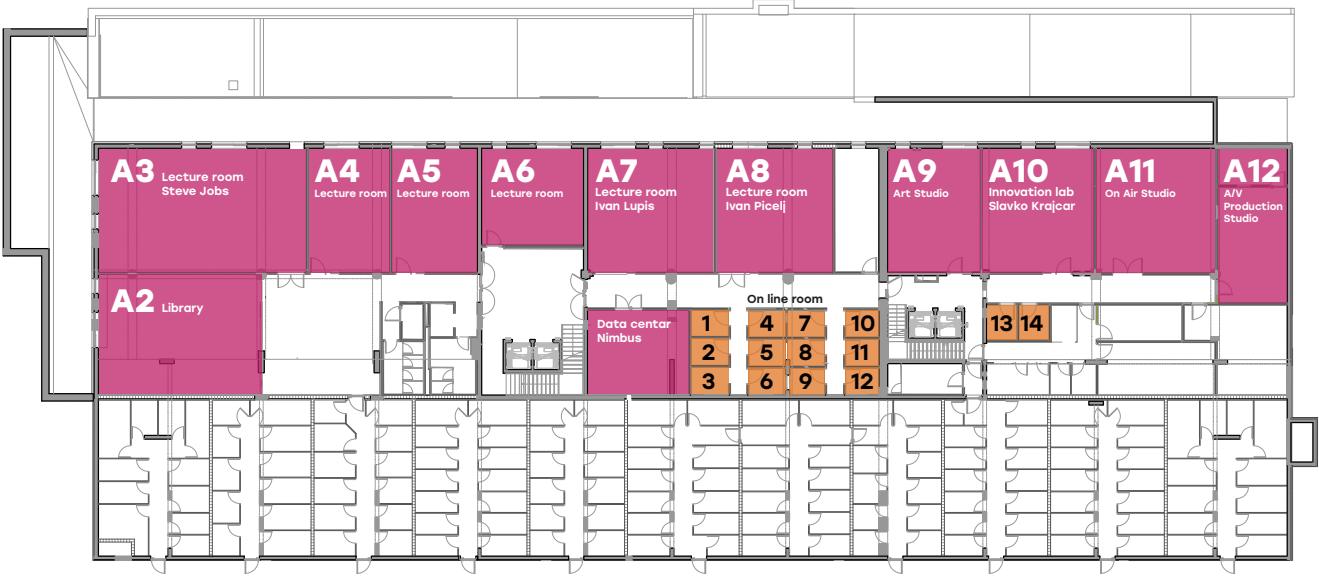 A3 Lecture room
Steve Jobs
A4
Lecture room
A5
Lecture room
A6
Lecture room
A7
Lecture room
Ivan Lupis
A8
Lecture room
Ivan Picelj
A9
Art Studio
A10
Innovation lab
Slavko Krajcar
A11
On Air Studio
A12
A/V
Production
Studio
A2 Library
Data centar
Nimbus
On line room
1
2
3
4
5
6
7
8
9
10
11
12
13
14